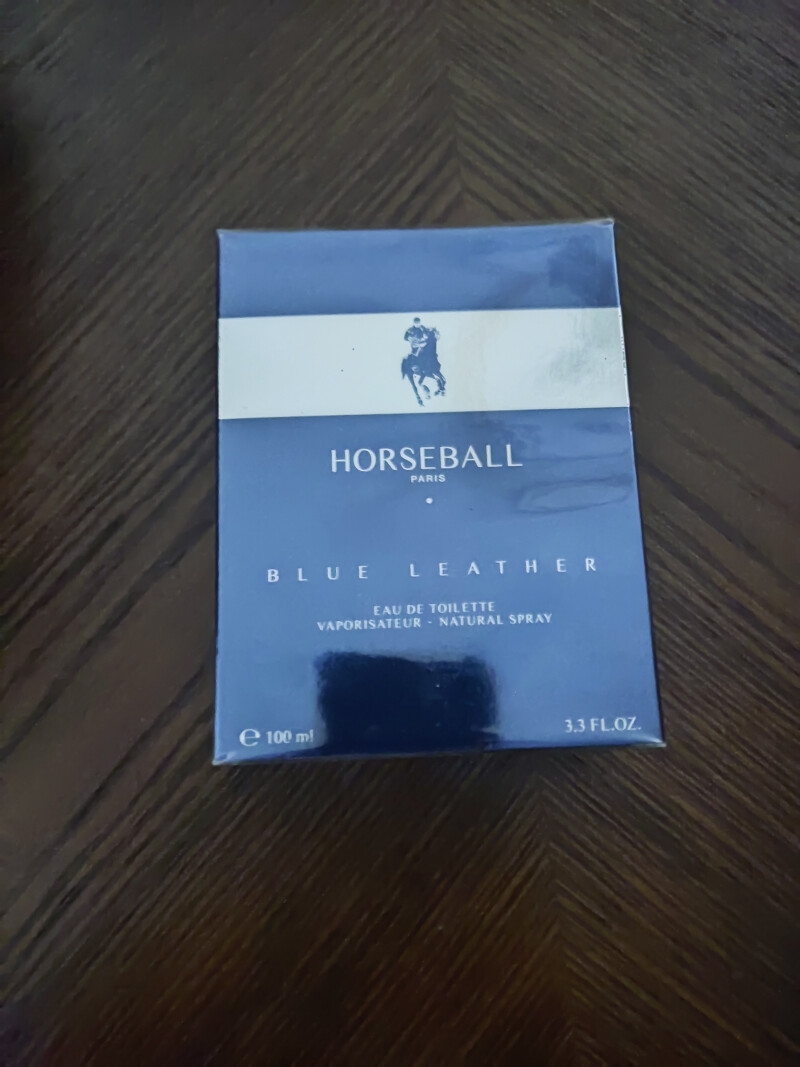 HORSEBALL
PARIS
BLUE LEATHER
EAU DE TOILETTE
VAPORISATEUR - NATURAL SPRAY
℮ 100 ml
3.3 FL.OZ.